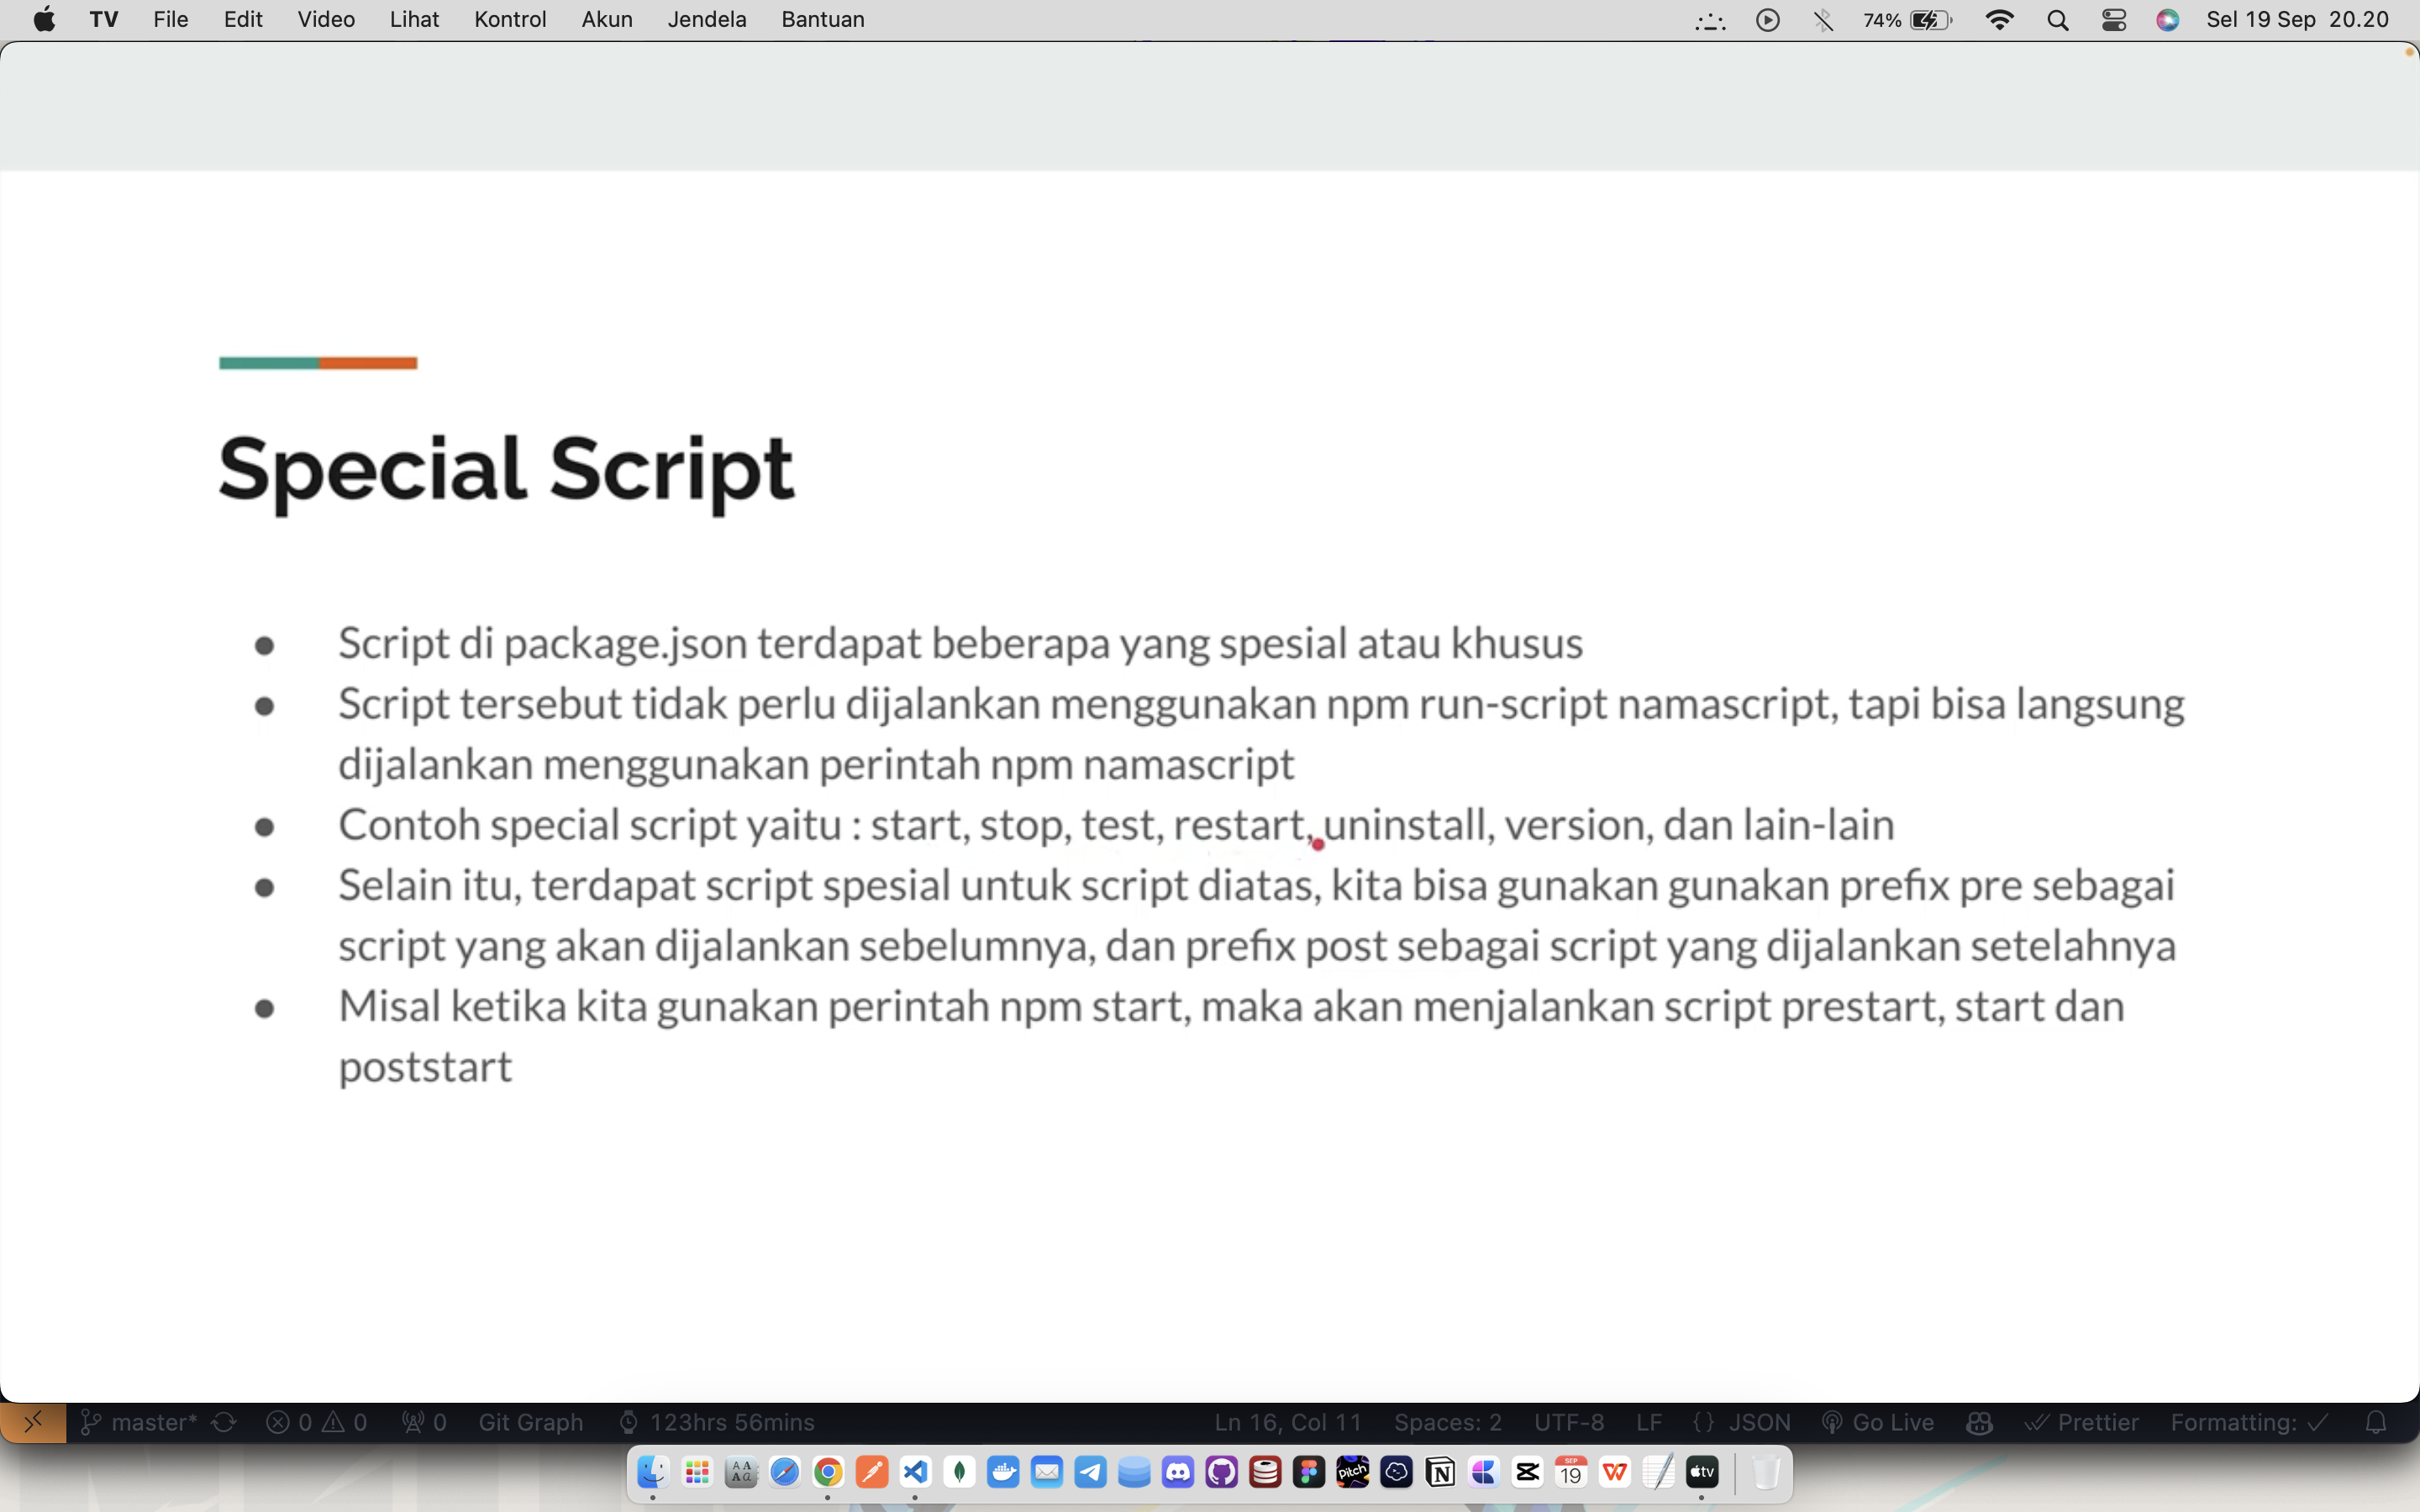 TV File Edit Video Lihat Kontrol Akun Jendela Bantuan 74% Sel 19 Sep 20.20
Special Script
● Script di package.json terdapat beberapa yang spesial atau khusus
● Script tersebut tidak perlu dijalankan menggunakan npm run-script namascript, tapi bisa langsung
dijalankan menggunakan perintah npm namascript
● Contoh special script yaitu : start, stop, test, restart, uninstall, version, dan lain-lain
● Selain itu, terdapat script spesial untuk script diatas, kita bisa gunakan gunakan prefix pre sebagai
script yang akan dijalankan sebelumnya, dan prefix post sebagai script yang dijalankan setelahnya
● Misal ketika kita gunakan perintah npm start, maka akan menjalankan script prestart, start dan
poststart
master* 0 0 0 Git Graph 123hrs 56mins Ln 16, Col 11 Spaces: 2 UTF-8 LF {} JSON Go Live Prettier Formatting:
AA
Aa
Pitch
N
SEP
19
W
tv